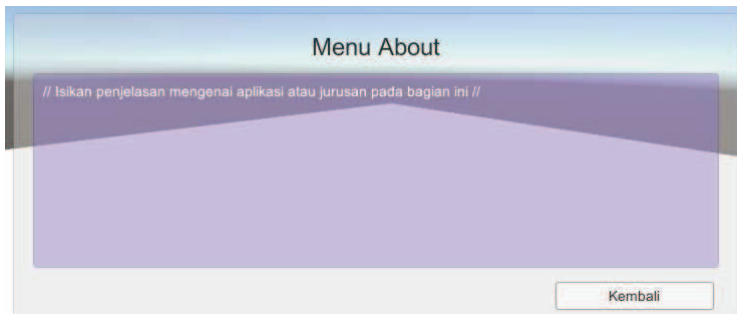 Menu About
// Isikan penjelasan mengenai aplikasi atau jurusan pada bagian ini //
Kembali